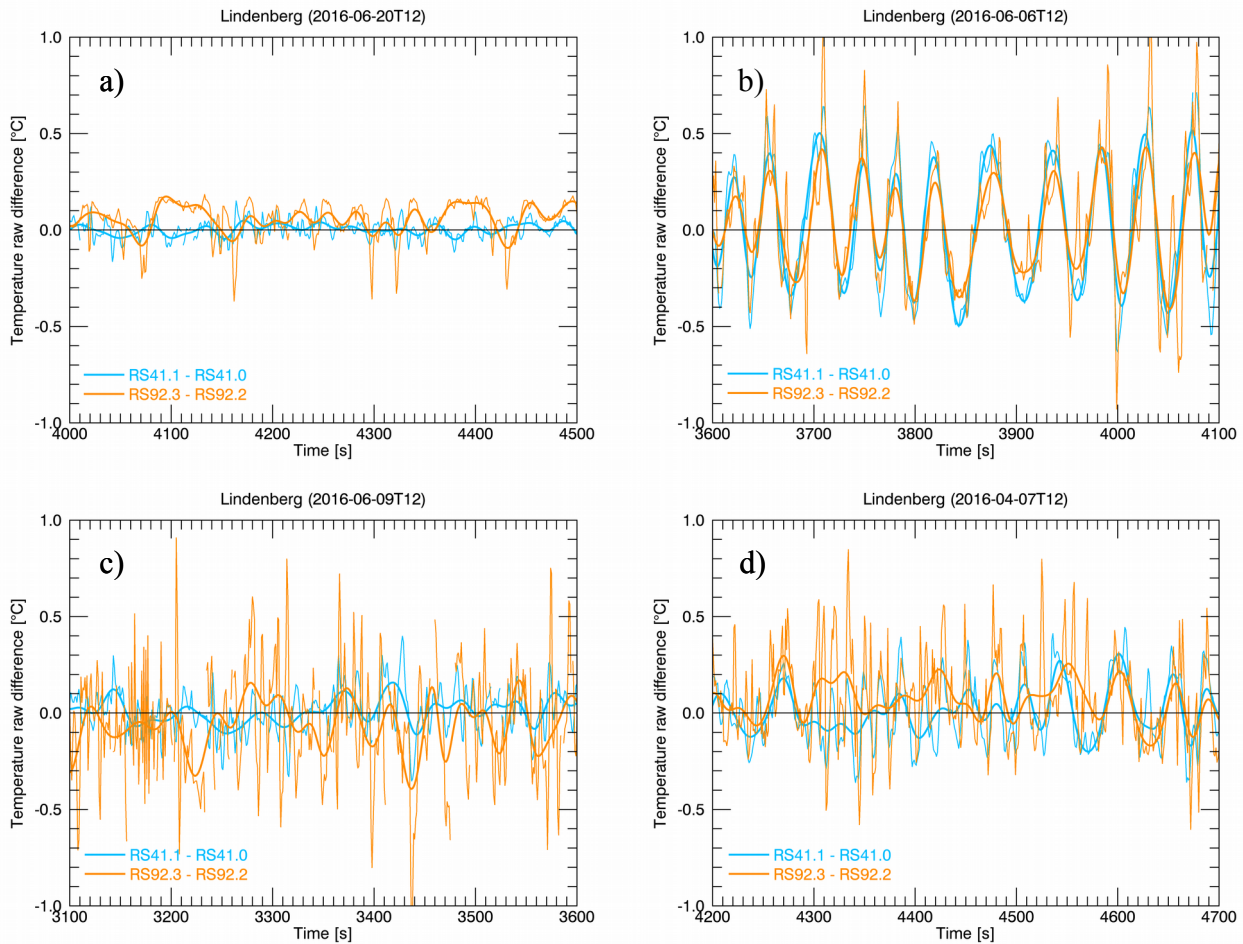 Lindenberg (2016-06-20T12)
a)
Temperature raw difference [°C]
1.0
0.5
0.0
-0.5
-1.0
RS41.1 - RS41.0
RS92.3 - RS92.2
4000 4100 4200 4300 4400 4500
Time [s]
Lindenberg (2016-06-06T12)
b)
Temperature raw difference [°C]
1.0
0.5
0.0
-0.5
-1.0
RS41.1 - RS41.0
RS92.3 - RS92.2
3600 3700 3800 3900 4000 4100
Time [s]
Lindenberg (2016-06-09T12)
c)
Temperature raw difference [°C]
1.0
0.5
0.0
-0.5
-1.0
RS41.1 - RS41.0
RS92.3 - RS92.2
3100 3200 3300 3400 3500 3600
Time [s]
Lindenberg (2016-04-07T12)
d)
Temperature raw difference [°C]
1.0
0.5
0.0
-0.5
-1.0
RS41.1 - RS41.0
RS92.3 - RS92.2
4200 4300 4400 4500 4600 4700
Time [s]